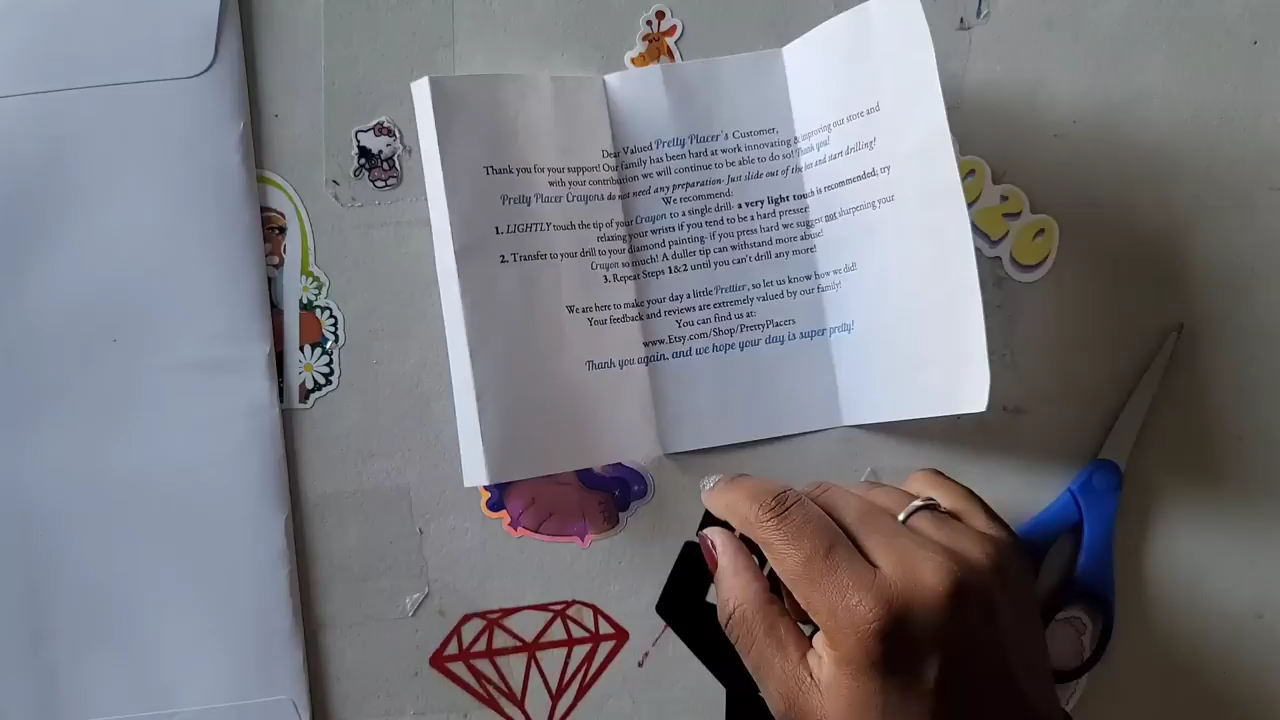 Dear Valued Pretty Placer's Customer,
Thank you for your support! Our family has been hard at work innovating & improving our store and
with your contribution we will continue to be able to do so! Thank you!
Pretty Placer Crayons do not need any preparation- Just slide out of the box and start drilling!
We recommend:
1. LIGHTLY touch the tip of your Crayon to a single drill- a very light touch is recommended; try
relaxing your wrists if you tend to be a hard presser!
2. Transfer to your drill to your diamond painting- if you press hard we suggest not sharpening your
Crayon so much! A duller tip can withstand more abuse!
3. Repeat Steps 1&2 until you can't drill any more!
We are here to make your day a little Prettier, so let us know how we did!
Your feedback and reviews are extremely valued by our family!
You can find us at:
www.Etsy.com/Shop/PrettyPlacers
Thank you again, and we hope your day is super pretty!
020